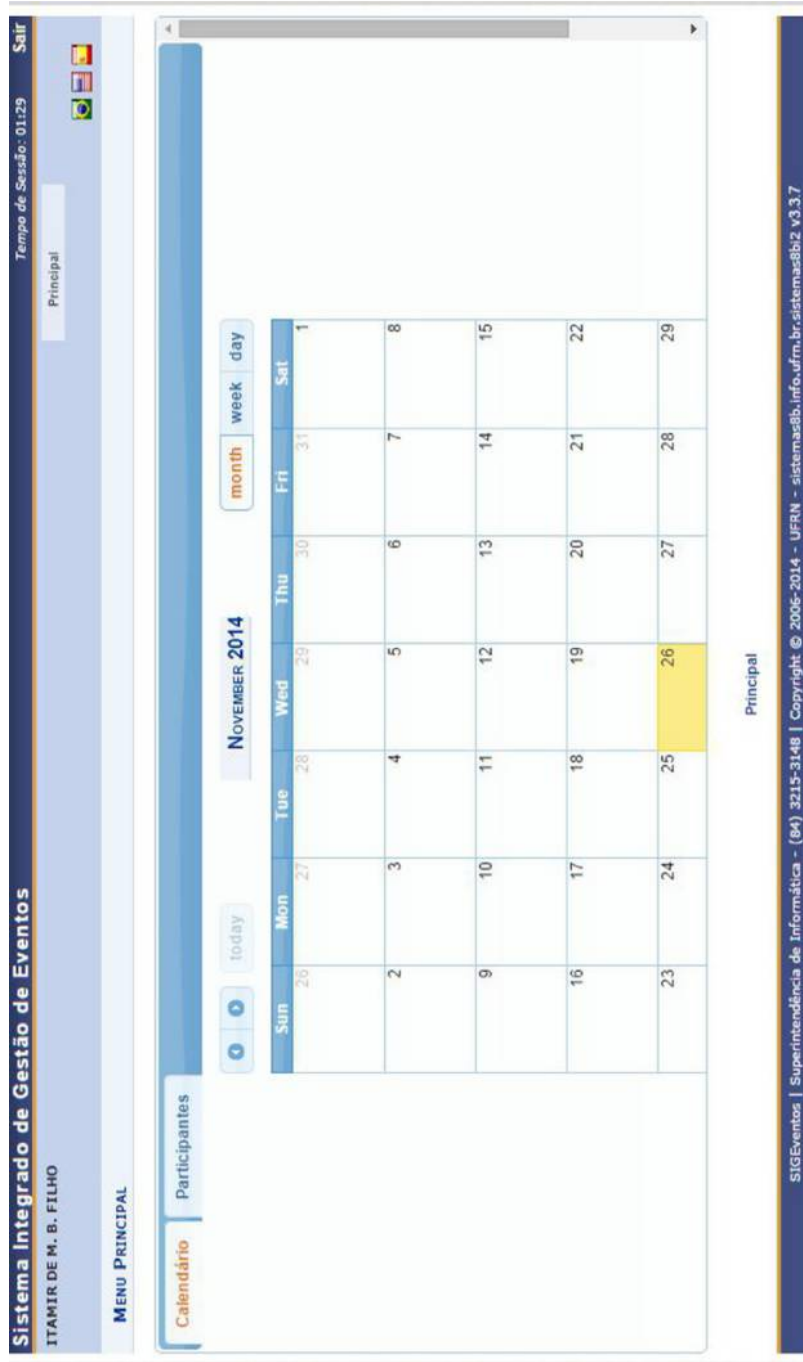 Sistema Integrado de Gestão de Eventos Tempo de Sessão: 01:29 Sair
ITAMIR DE M. B. FILHO Principal
MENU PRINCIPAL
Calendário Participantes
today NOVEMBER 2014 month week day
Sun Mon Tue Wed Thu Fri Sat
26 27 28 29 30 31 1
2 3 4 5 6 7 8
9 10 11 12 13 14 15
16 17 18 19 20 21 22
23 24 25 26 27 28 29
Principal
SIGEventos | Superintendência de Informática - (84) 3215-3148 | Copyright © 2006-2014 - UFRN - sistemas8b.info.ufrn.br.sistemas8bi2 v3.3.7